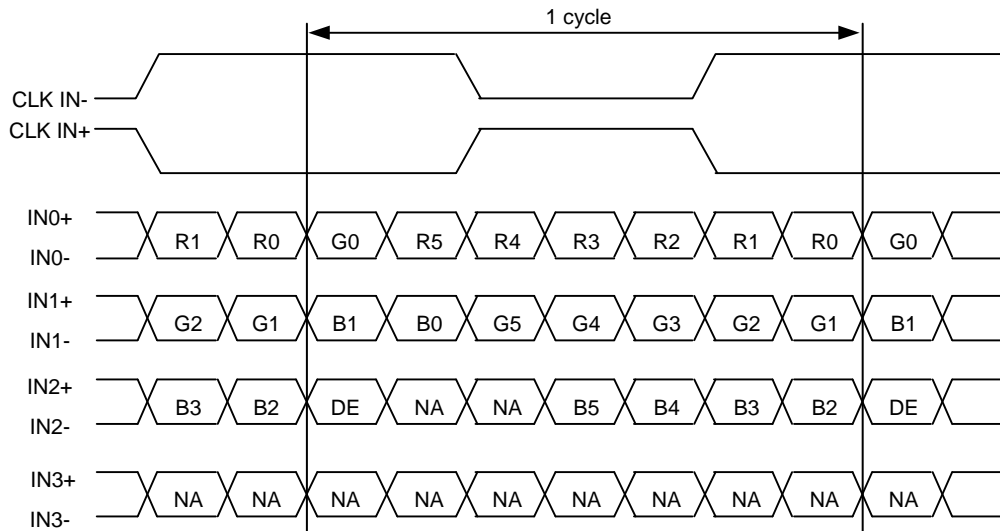 1 cycle
CLK IN-
CLK IN+
IN0+
R1 R0 G0 R5 R4 R3 R2 R1 R0 G0
IN0-
IN1+
G2 G1 B1 B0 G5 G4 G3 G2 G1 B1
IN1-
IN2+
B3 B2 DE NA NA B5 B4 B3 B2 DE
IN2-
IN3+
NA NA NA NA NA NA NA NA NA NA
IN3-